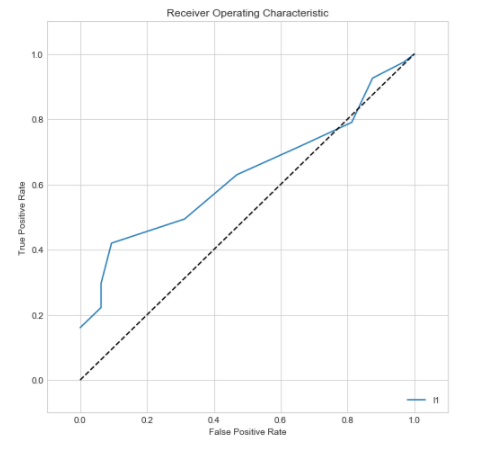 Receiver Operating Characteristic
1.0
0.8
0.6
0.4
0.2
0.0
True Positive Rate
0.0 0.2 0.4 0.6 0.8 1.0
False Positive Rate
l1